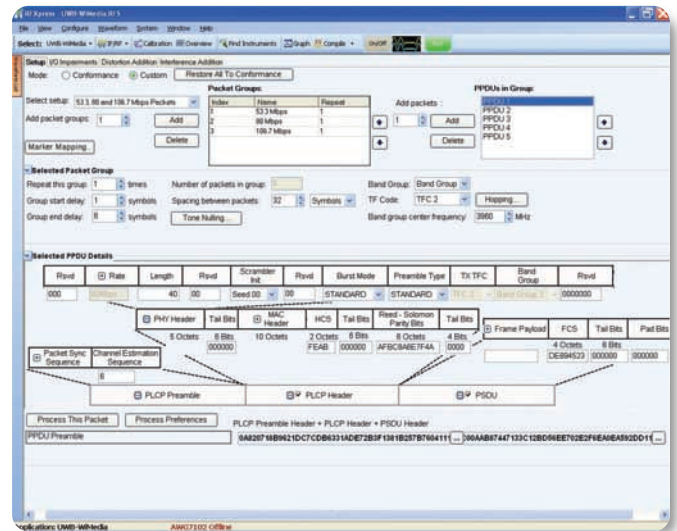 RFXpress - UWB-WiMedia.RFS
File View Configure Waveform System Window Help
Select: UWB-WiMedia IF/RF Calibration Overview Find Instruments Graph Compile On/Off
Setup I/Q Impairments Distortion Addition Interference Addition
Mode: Conformance Custom Restore All To Conformance
Packet Groups: PPDUs in Group:
Select setup: 53.3, 80 and 106.7 Mbps Packets
Index Name Repeat
1 53.3 Mbps 1
2 80 Mbps 1
3 106.7 Mbps 1
Add packet groups: 1 Add
Delete
Add packets: 1 Add
Delete
PPDU 1
PPDU 2
PPDU 3
PPDU 4
PPDU 5
Marker Mapping..
Selected Packet Group
Repeat this group: 1 times Number of packets in group: Band Group: Band Group
Group start delay: 1 symbols Spacing between packets: 32 Symbols TF Code: TFC 2 Hopping...
Group end delay: 6 symbols Tone Nulling... Band group center frequency 3960 MHz
Selected PPDU Details
Rsvd Rate Length Rsvd Scrambler Init Rsvd Burst Mode Preamble Type TX TFC Band Group Rsvd
000 40 00 Seed 00 00 STANDARD STANDARD 0000000
PHY Header Tail Bits MAC Header HCS Tail Bits Reed - Solomon Parity Bits Tail Bits
5 Octets 6 Bits 10 Octets 2 Octets 6 Bits 6 Octets 4 Bits
000000 FEAB 000000 AFBC8ABE7F4A 0000
Frame Payload FCS Tail Bits Pad Bits
4 Octets 6 Bits
DE894523 000000 000000
Packet Sync Sequence Channel Estimation Sequence
6
PLCP Preamble PLCP Header PSDU
Process This Packet Process Preferences PLCP Preamble Header + PLCP Header + PSDU Header
PPDU Preamble
Application: UWB-WiMedia AWG7102 Offline